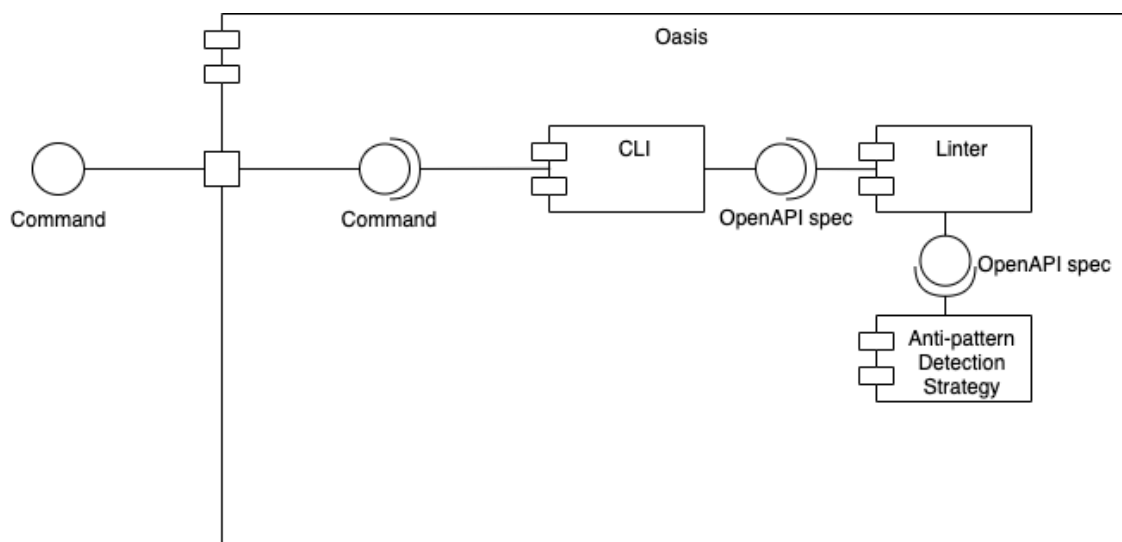 Oasis
CLI
Linter
Command
Command
OpenAPI spec
OpenAPI spec
Anti-pattern
Detection
Strategy